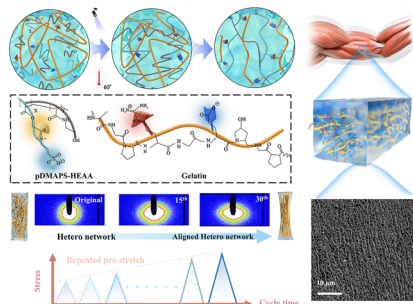 60°
pDMAPS-HEAA
Gelatin
Original
15th
30th
Hetero network
Aligned Hetero network
Repeated pre-stretch
Stress
Cycle time
10 μm